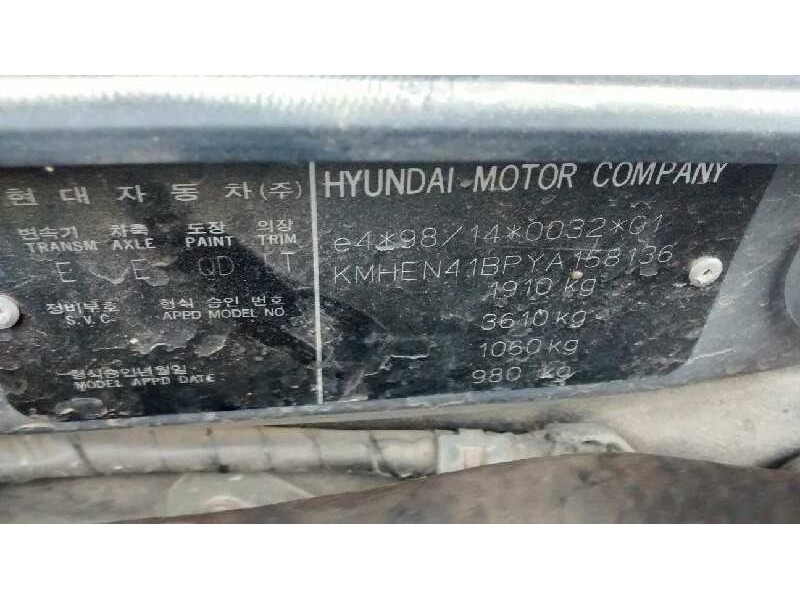 현대자동차(주)
변속기 차축 도장 의장
TRANSM AXLE PAINT TRIM
E E QD LT
정비부호 형식 승인 번호
S.V.C. APPD MODEL NO
형식승인년월일
MODEL APPD DATE
HYUNDAI MOTOR COMPANY
e4*98/14*0032*01
KMHEN41BPYA158136
1910 kg
3610 kg
1060 kg
980 kg